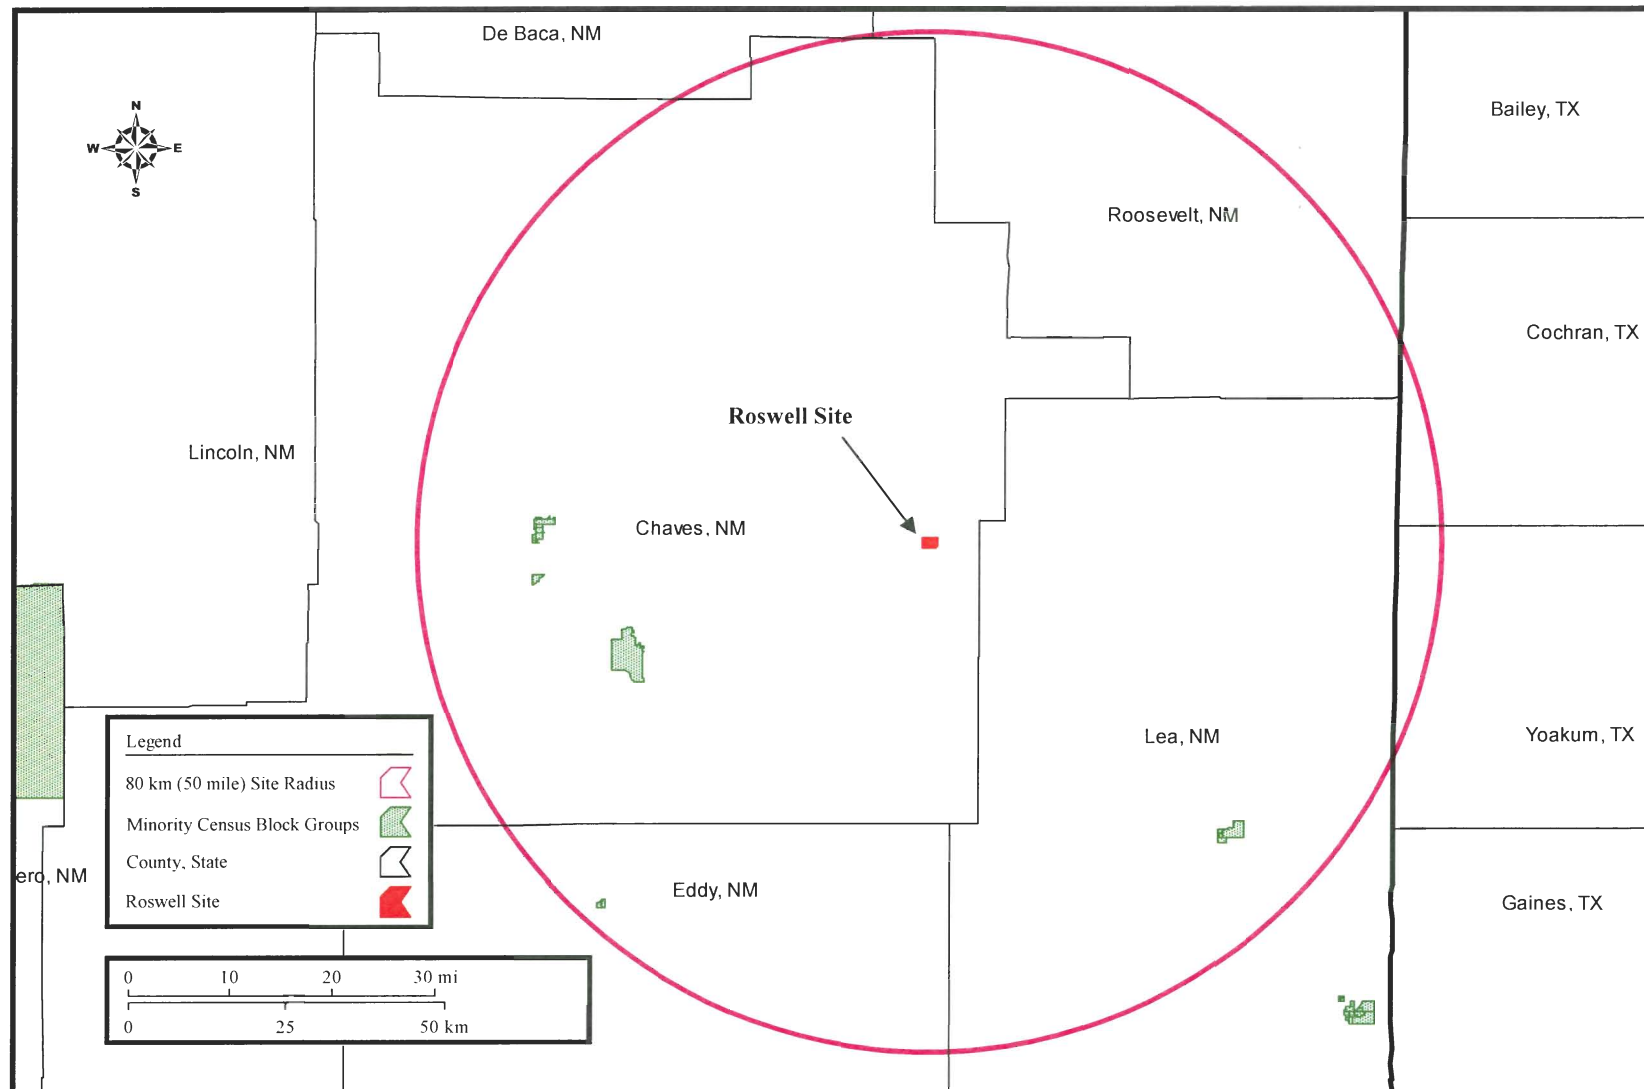 De Baca, NM
Bailey, TX
N
W E
S
Roosevelt, NM
Cochran, TX
Roswell Site
Lincoln, NM
Chaves, NM
Lea, NM
Yoakum, TX
Legend
80 km (50 mile) Site Radius
Minority Census Block Groups
County, State
Roswell Site
ero, NM
Eddy, NM
Gaines, TX
0 10 20 30 mi
0 25 50 km